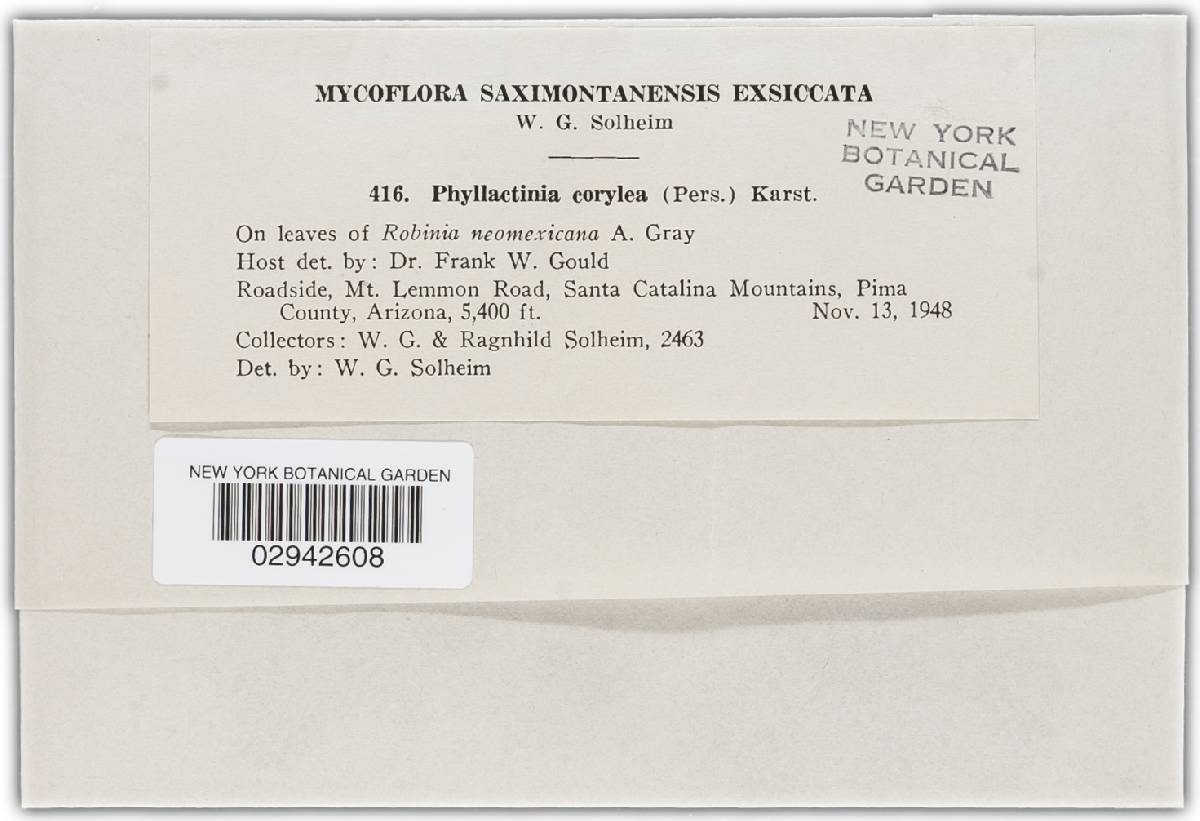 MYCOFLORA SAXIMONTANENSIS EXSICCATA
W. G. Solheim
NEW YORK
BOTANICAL
GARDEN
416. Phyllactinia corylea (Pers.) Karst.
On leaves of Robinia neomexicana A. Gray
Host det. by: Dr. Frank W. Gould
Roadside, Mt. Lemmon Road, Santa Catalina Mountains, Pima
County, Arizona, 5,400 ft. Nov. 13, 1948
Collectors: W. G. & Ragnhild Solheim, 2463
Det. by: W. G. Solheim
NEW YORK BOTANICAL GARDEN
02942608